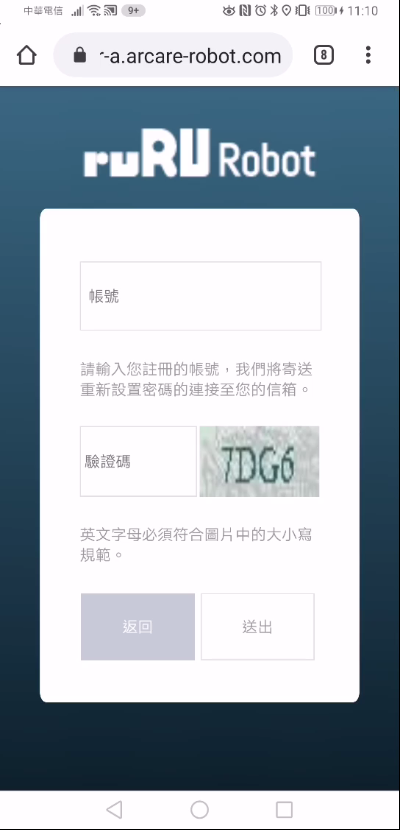 中華電信 9+ 100 11:10
r-a.arcare-robot.com 8
ruRU Robot
帳號
請輸入您註冊的帳號，我們將寄送
重新設置密碼的連接至您的信箱。
驗證碼 7DG6
英文字母必須符合圖片中的大小寫
規範。
返回 送出